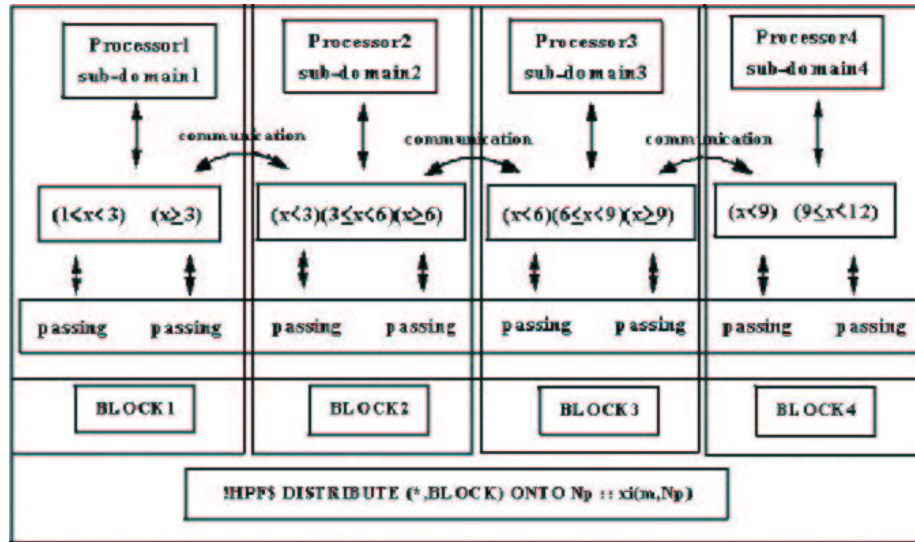 Processor1
sub-domain1
Processor2
sub-domain2
Processor3
sub-domain3
Processor4
sub-domain4
communication
communication
communication
(1<x<3) (x≥3)
(x<3)(3≤x<6)(x≥6)
(x<6)(6≤x<9)(x≥9)
(x<9) (9≤x<12)
passing passing
passing passing
passing passing
passing passing
BLOCK1
BLOCK2
BLOCK3
BLOCK4
!HPF$ DISTRIBUTE (*,BLOCK) ONTO Np :: xi(m,Np)